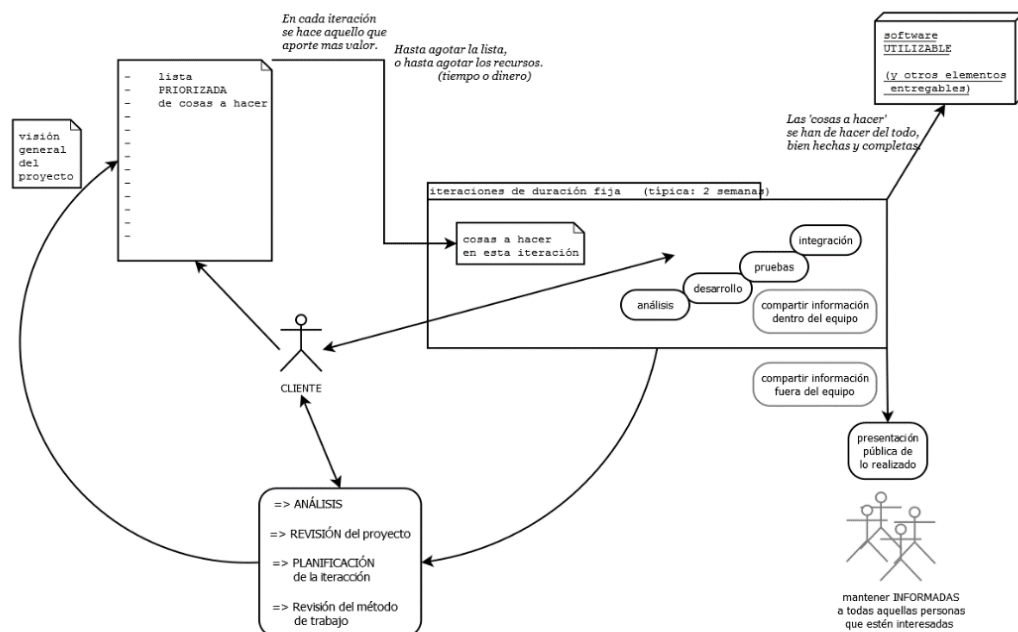 En cada iteración
se hace aquello que
aporte mas valor.
Hasta agotar la lista,
o hasta agotar los recursos.
(tiempo o dinero)
software
UTILIZABLE
(y otros elementos
entregables)
- lista
- PRIORIZADA
- de cosas a hacer
-
-
-
-
-
-
-
-
-
visión
general
del
proyecto
Las 'cosas a hacer'
se han de hacer del todo,
bien hechas y completas.
iteraciones de duración fija (típica: 2 semanas)
cosas a hacer
en esta iteración
integración
pruebas
desarrollo
análisis
compartir información
dentro del equipo
CLIENTE
compartir información
fuera del equipo
presentación
pública de
lo realizado
=> ANÁLISIS
=> REVISIÓN del proyecto
=> PLANIFICACIÓN
de la iteracción
=> Revisión del método
de trabajo
mantener INFORMADAS
a todas aquellas personas
que estén interesadas